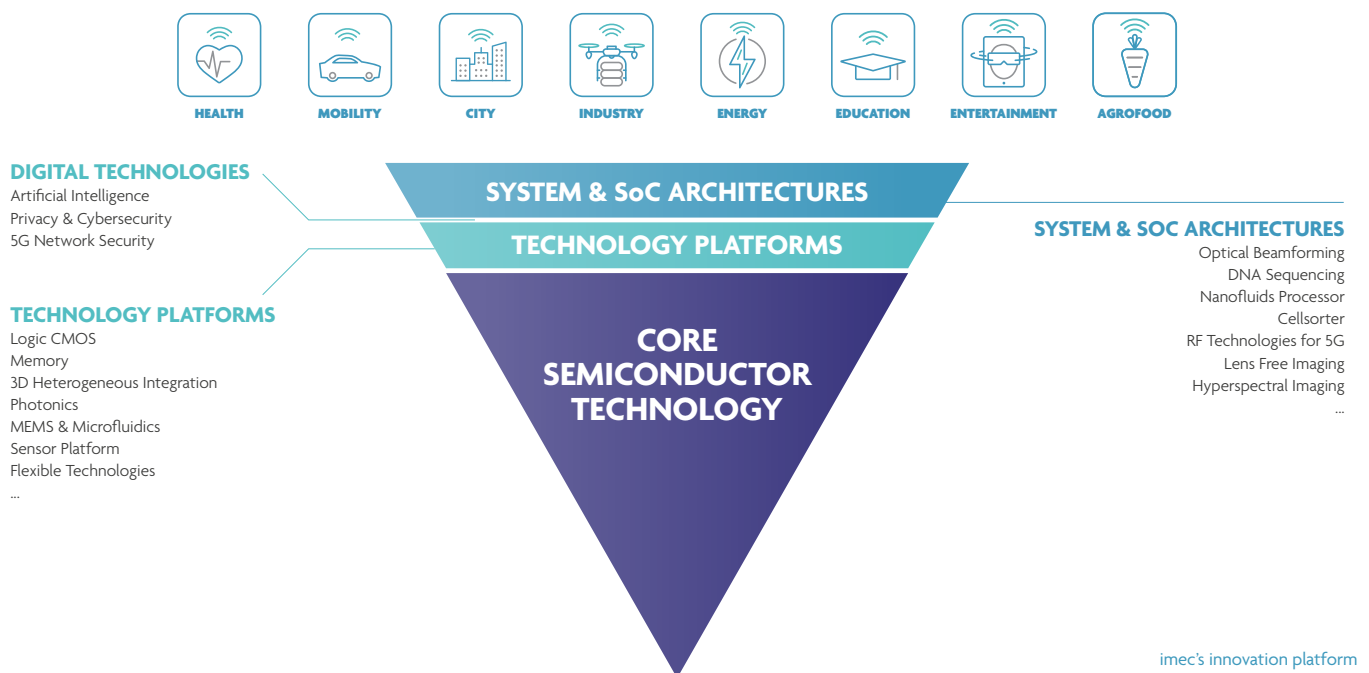 HEALTH
MOBILITY
CITY
INDUSTRY
ENERGY
EDUCATION
ENTERTAINMENT
AGROFOOD
DIGITAL TECHNOLOGIES
Artificial Intelligence
Privacy & Cybersecurity
5G Network Security
TECHNOLOGY PLATFORMS
Logic CMOS
Memory
3D Heterogeneous Integration
Photonics
MEMS & Microfluidics
Sensor Platform
Flexible Technologies
...
SYSTEM & SoC ARCHITECTURES
TECHNOLOGY PLATFORMS
CORE
SEMICONDUCTOR
TECHNOLOGY
SYSTEM & SOC ARCHITECTURES
Optical Beamforming
DNA Sequencing
Nanofluids Processor
Cellsorter
RF Technologies for 5G
Lens Free Imaging
Hyperspectral Imaging
...
imec's innovation platform